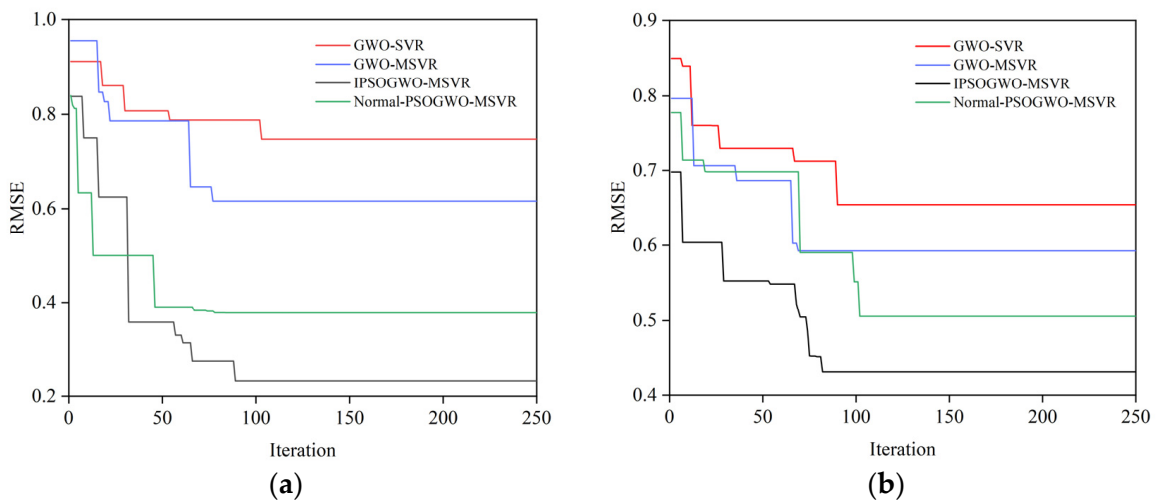 1.0
0.8
0.6
0.4
0.2
RMSE
GWO-SVR
GWO-MSVR
IPSOGWO-MSVR
Normal-PSOGWO-MSVR
0 50 100 150 200 250
Iteration
(a)
0.9
0.8
0.7
0.6
0.5
0.4
RMSE
GWO-SVR
GWO-MSVR
IPSOGWO-MSVR
Normal-PSOGWO-MSVR
0 50 100 150 200 250
Iteration
(b)